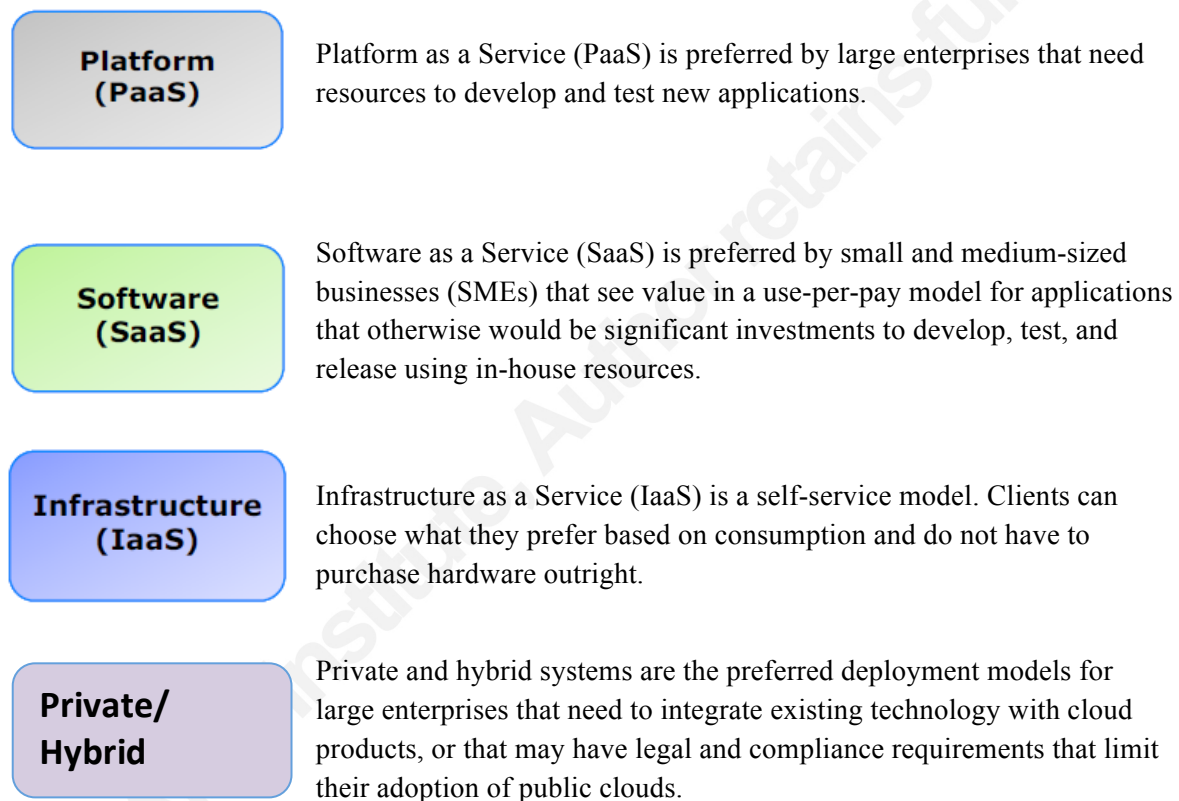 Platform
(PaaS)
Platform as a Service (PaaS) is preferred by large enterprises that need
resources to develop and test new applications.
Software
(SaaS)
Software as a Service (SaaS) is preferred by small and medium-sized
businesses (SMEs) that see value in a use-per-pay model for applications
that otherwise would be significant investments to develop, test, and
release using in-house resources.
Infrastructure
(IaaS)
Infrastructure as a Service (IaaS) is a self-service model. Clients can
choose what they prefer based on consumption and do not have to
purchase hardware outright.
Private/
Hybrid
Private and hybrid systems are the preferred deployment models for
large enterprises that need to integrate existing technology with cloud
products, or that may have legal and compliance requirements that limit
their adoption of public clouds.
Institute, Author retains